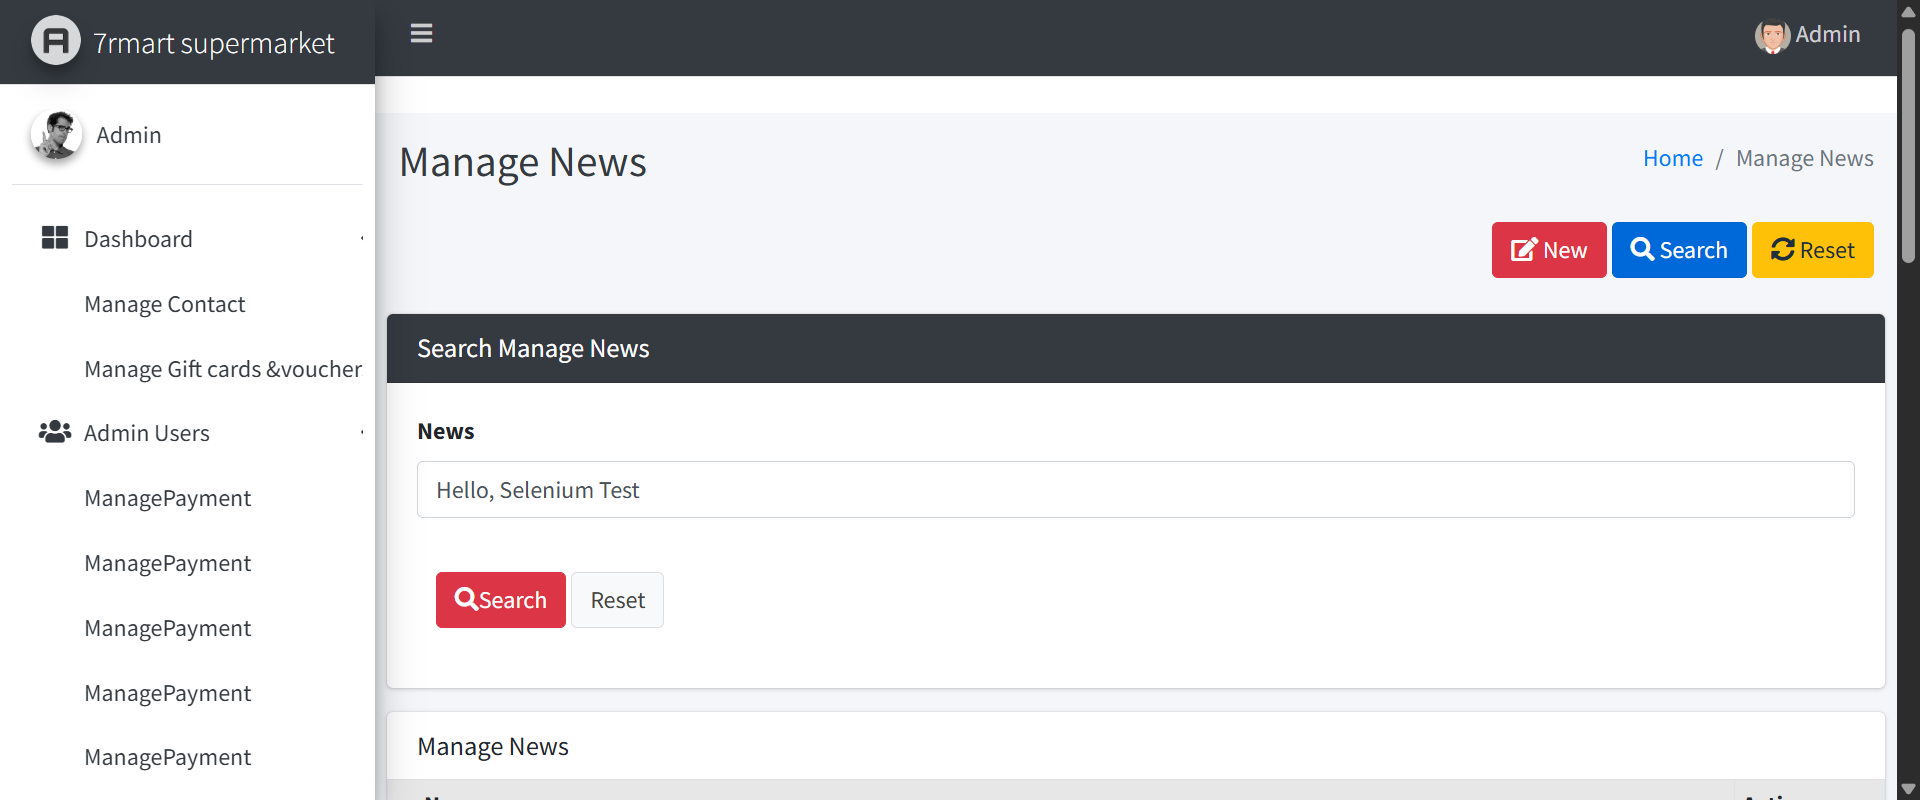 7rmart supermarket
Admin
Admin
Manage News
Home / Manage News
Dashboard
Manage Contact
Manage Gift cards &voucher
Admin Users
ManagePayment
ManagePayment
ManagePayment
ManagePayment
ManagePayment
New
Search
Reset
Search Manage News
News
Hello, Selenium Test
Search
Reset
Manage News